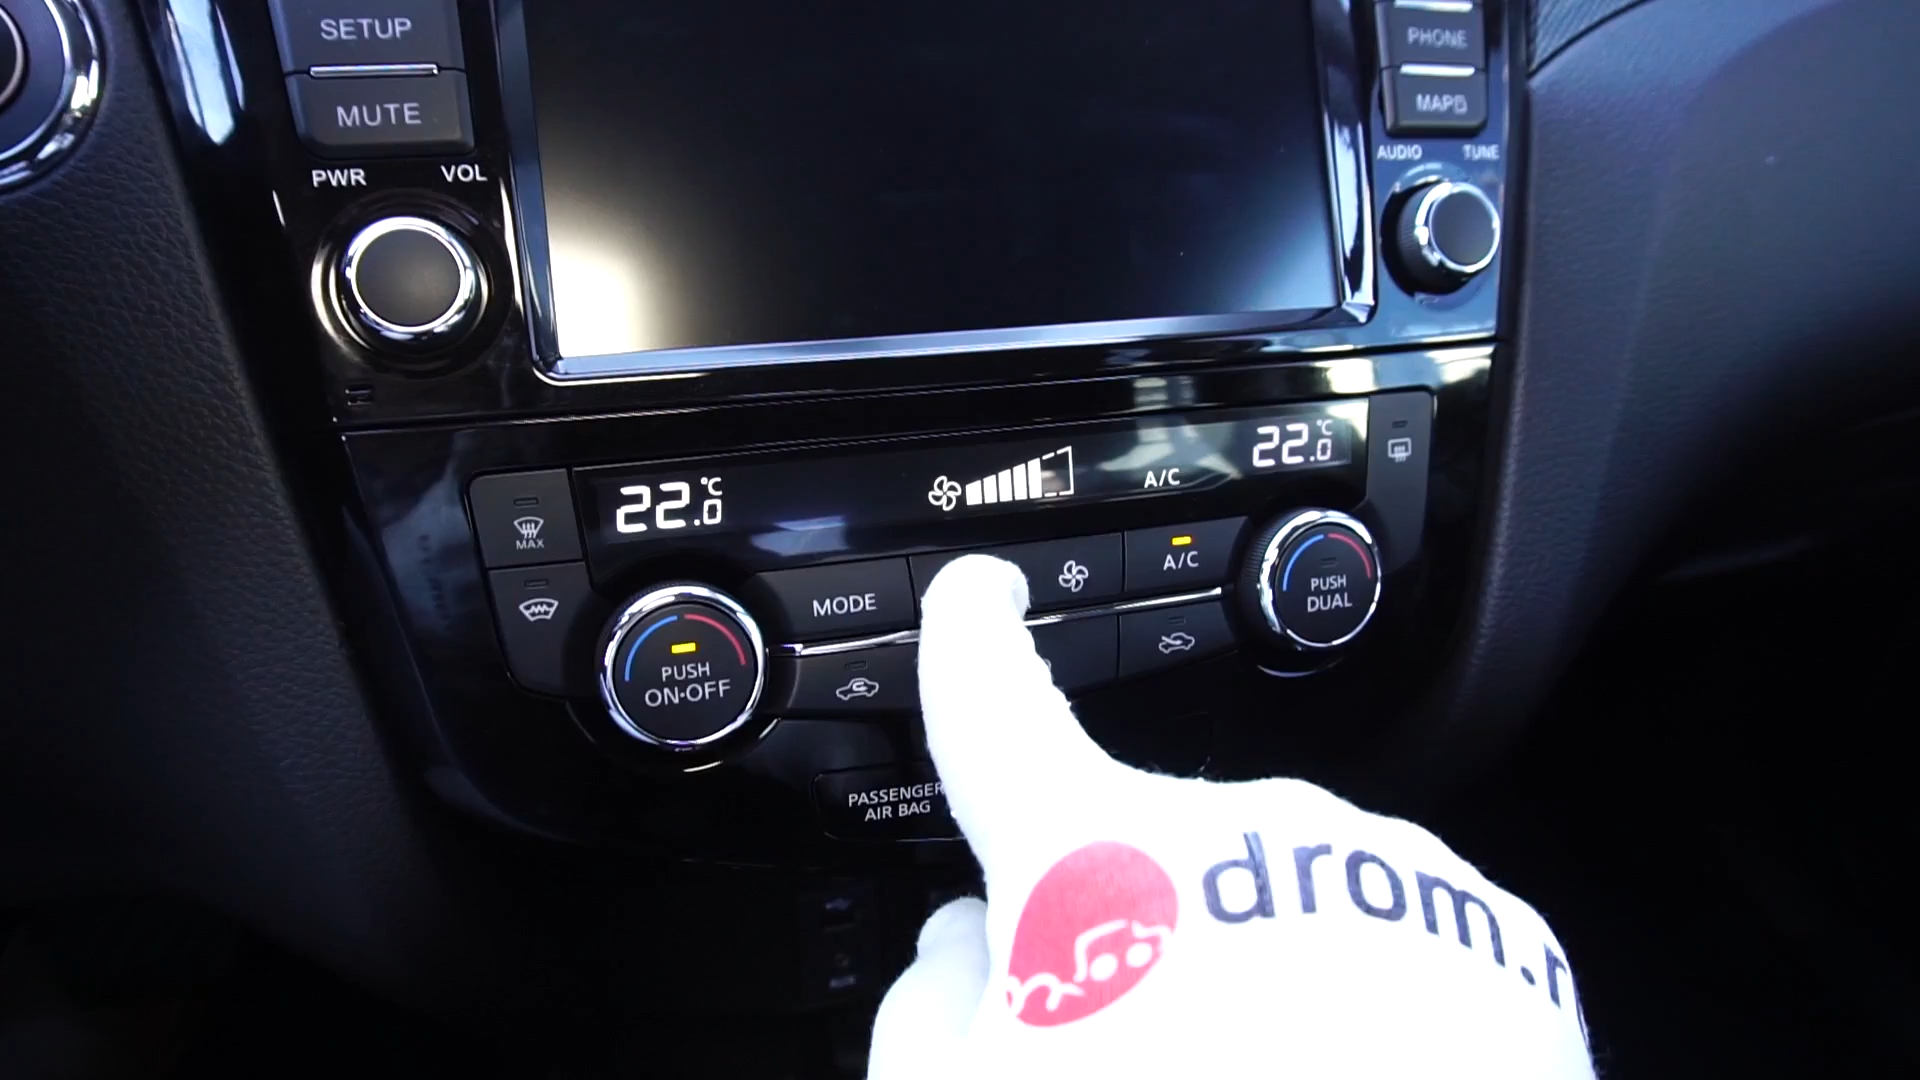 SETUP
MUTE
PWR VOL
PHONE
MAP
AUDIO TUNE
22.0 °C
A/C
22.0 °C
MAX
MODE
A/C
PUSH
ON·OFF
PUSH
DUAL
PASSENGER
AIR BAG
drom.r